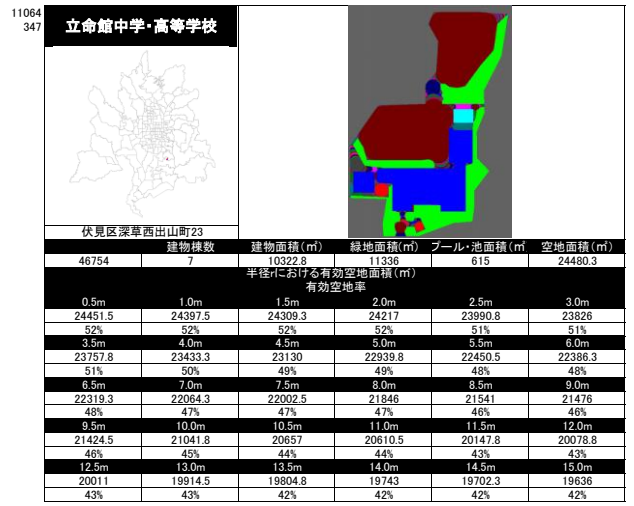 11064
347
立命館中学・高等学校
伏見区深草西出山町23
建物棟数 建物面積(㎡) 緑地面積(㎡) プール・池面積(㎡ 空地面積(㎡)
46754 7 10322.8 11336 615 24480.3
半径rにおける有効空地面積(㎡)
有効空地率
0.5m 1.0m 1.5m 2.0m 2.5m 3.0m
24451.5 24397.5 24309.3 24217 23990.8 23826
52% 52% 52% 52% 51% 51%
3.5m 4.0m 4.5m 5.0m 5.5m 6.0m
23757.8 23433.3 23130 22939.8 22450.5 22386.3
51% 50% 49% 49% 48% 48%
6.5m 7.0m 7.5m 8.0m 8.5m 9.0m
22319.3 22064.3 22002.5 21846 21541 21476
48% 47% 47% 47% 46% 46%
9.5m 10.0m 10.5m 11.0m 11.5m 12.0m
21424.5 21041.8 20657 20610.5 20147.8 20078.8
46% 45% 44% 44% 43% 43%
12.5m 13.0m 13.5m 14.0m 14.5m 15.0m
20011 19914.5 19804.8 19743 19702.3 19636
43% 43% 42% 42% 42% 42%